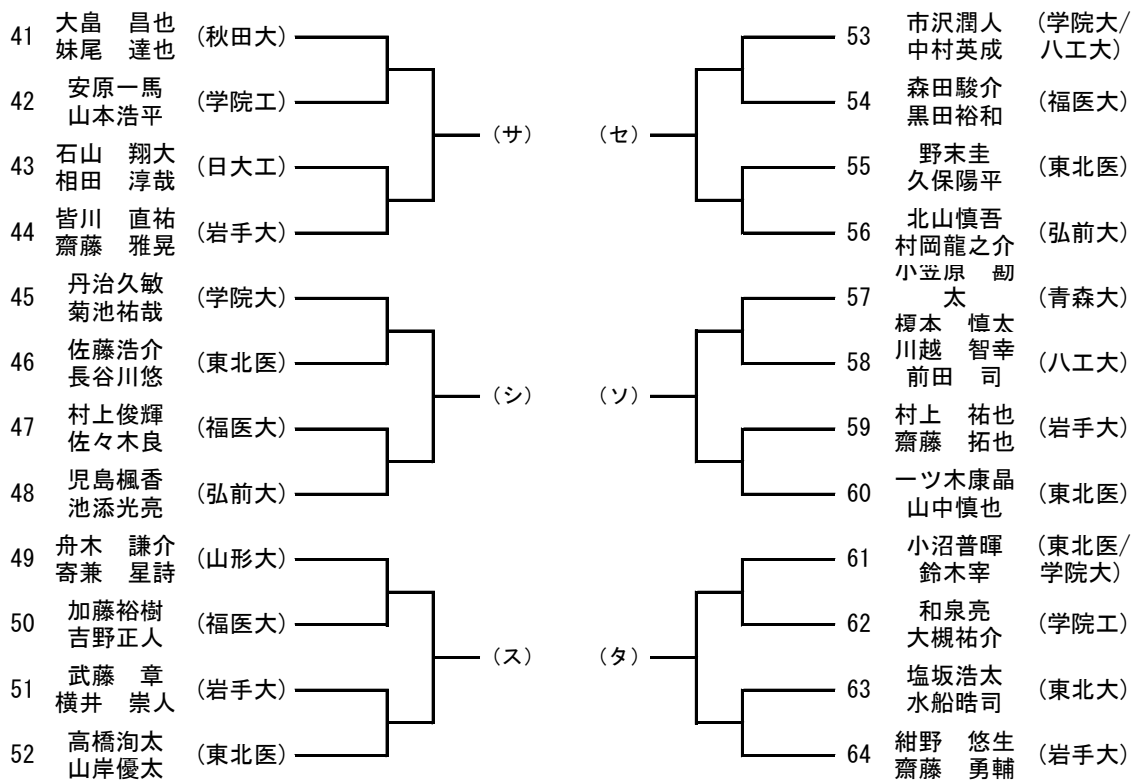 41 大畠　昌也 (秋田大)
妹尾　達也
42 安原一馬 (学院工)
山本浩平
(サ)
43 石山　翔大 (日大工)
相田　淳哉
44 皆川　直祐 (岩手大)
齋藤　雅晃
45 丹治久敏 (学院大)
菊池祐哉
46 佐藤浩介 (東北医)
長谷川悠
(シ)
47 村上俊輝 (福医大)
佐々木良
48 児島楓香 (弘前大)
池添光亮
49 舟木　謙介 (山形大)
寄兼　星詩
50 加藤裕樹 (福医大)
吉野正人
(ス)
51 武藤　章 (岩手大)
横井　崇人
52 高橋洵太 (東北医)
山岸優太
53 市沢潤人 (学院大/
中村英成 八工大)
54 森田駿介 (福医大)
黒田裕和
(セ)
55 野末圭 (東北医)
久保陽平
56 北山慎吾 (弘前大)
村岡龍之介
57 小笠原　勘
太 (青森大)
榎本　慎太
58 川越　智幸 (八工大)
前田　司
(ソ)
59 村上　祐也 (岩手大)
齋藤　拓也
60 一ツ木康晶 (東北医)
山中慎也
61 小沼普暉 (東北医/
鈴木宰 学院大)
62 和泉亮 (学院工)
大槻祐介
(タ)
63 塩坂浩太 (東北大)
水船晧司
64 紺野　悠生 (岩手大)
齋藤　勇輔